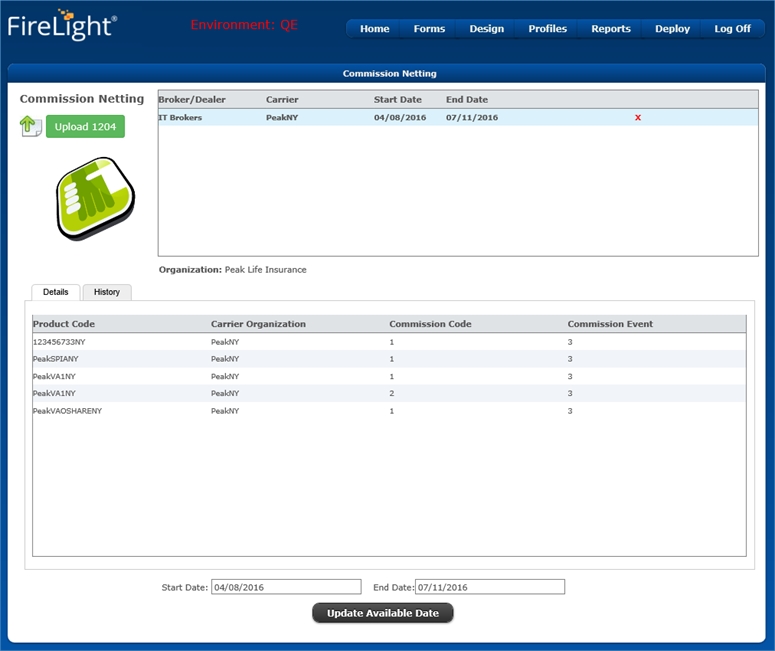 FireLight®
Environment: QE
Home Forms Design Profiles Reports Deploy Log Off
Commission Netting
Commission Netting
Upload 1204
Broker/Dealer Carrier Start Date End Date
IT Brokers PeakNY 04/08/2016 07/11/2016 X
Organization: Peak Life Insurance
Details History
Product Code Carrier Organization Commission Code Commission Event
123456733NY PeakNY 1 3
PeakSPIANY PeakNY 1 3
PeakVA1NY PeakNY 1 3
PeakVA1NY PeakNY 2 3
PeakVAOSHARENY PeakNY 1 3
Start Date: 04/08/2016 End Date: 07/11/2016
Update Available Date